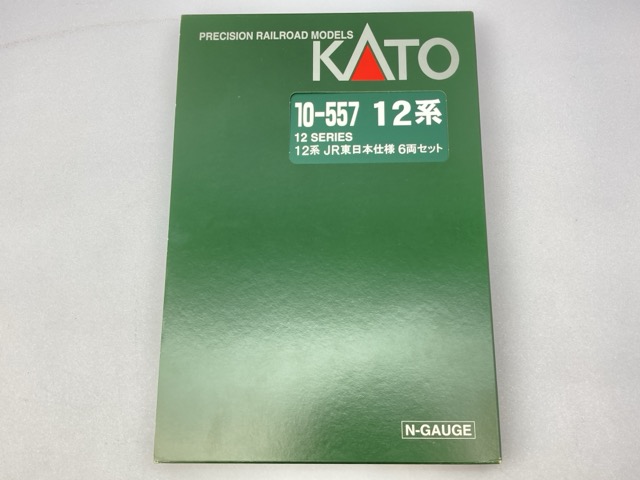 PRECISION RAILROAD MODELS
KATO
10-557 12系
12 SERIES
12系 JR東日本仕様 6両セット
N-GAUGE